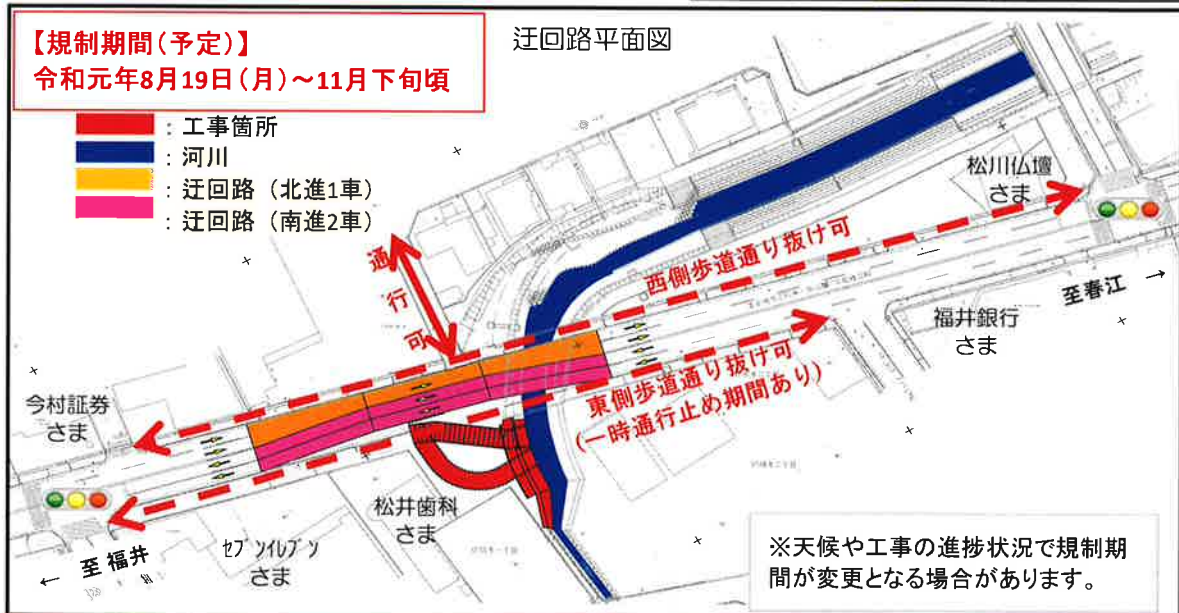 【規制期間(予定)】
令和元年8月19日(月)～11月下旬頃
迂回路平面図
：工事箇所
：河川
：迂回路（北進1車）
：迂回路（南進2車）
松川仏壇
さま
通行可
西側歩道通り抜け可
至春江 →
福井銀行
さま
東側歩道通り抜け可
(一時通行止め期間あり)
今村証券
さま
松井歯科
さま
セブンイレブン
さま
← 至福井
※天候や工事の進捗状況で規制期
間が変更となる場合があります。